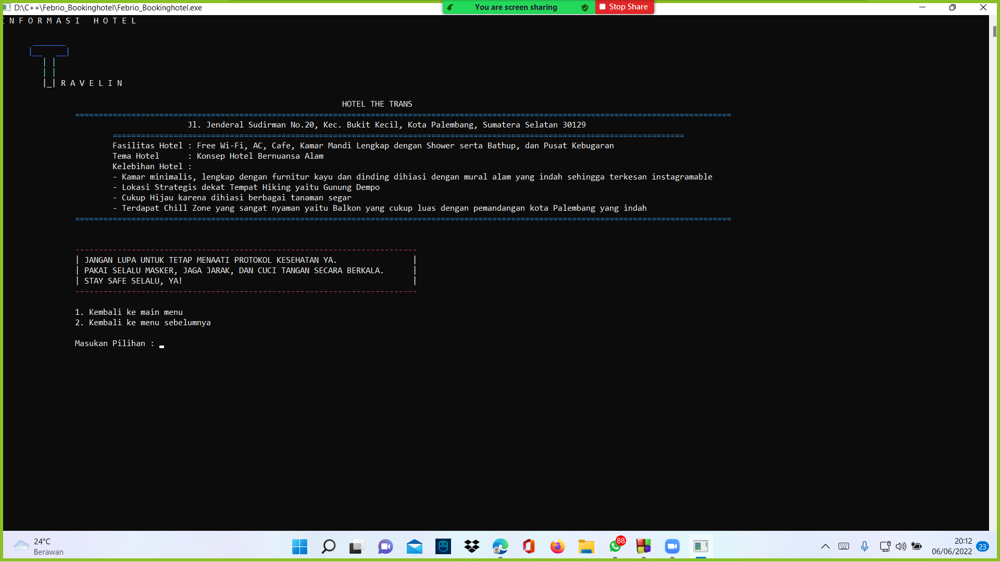 D:\C++\Febrio_Bookinghotel\Febrio_Bookinghotel.exe
You are screen sharing
Stop Share
I N F O R M A S I   H O T E L
R A V E L I N
HOTEL THE TRANS
Jl. Jenderal Sudirman No.20, Kec. Bukit Kecil, Kota Palembang, Sumatera Selatan 30129
Fasilitas Hotel : Free Wi-Fi, AC, Cafe, Kamar Mandi Lengkap dengan Shower serta Bathup, dan Pusat Kebugaran
Tema Hotel      : Konsep Hotel Bernuansa Alam
Kelebihan Hotel :
- Kamar minimalis, lengkap dengan furnitur kayu dan dinding dihiasi dengan mural alam yang indah sehingga terkesan instagramable
- Lokasi Strategis dekat Tempat Hiking yaitu Gunung Dempo
- Cukup Hijau karena dihiasi berbagai tanaman segar
- Terdapat Chill Zone yang sangat nyaman yaitu Balkon yang cukup luas dengan pemandangan kota Palembang yang indah
JANGAN LUPA UNTUK TETAP MENAATI PROTOKOL KESEHATAN YA.
PAKAI SELALU MASKER, JAGA JARAK, DAN CUCI TANGAN SECARA BERKALA.
STAY SAFE SELALU, YA!
1. Kembali ke main menu
2. Kembali ke menu sebelumnya
Masukan Pilihan : _
24°C
Berawan
88
20:12
06/06/2022
23